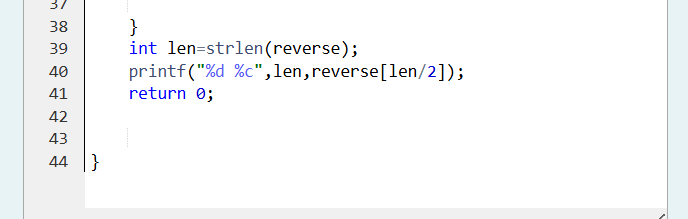 37
38 }
39 int len=strlen(reverse);
40 printf("%d %c",len,reverse[len/2]);
41 return 0;
42
43
44 }